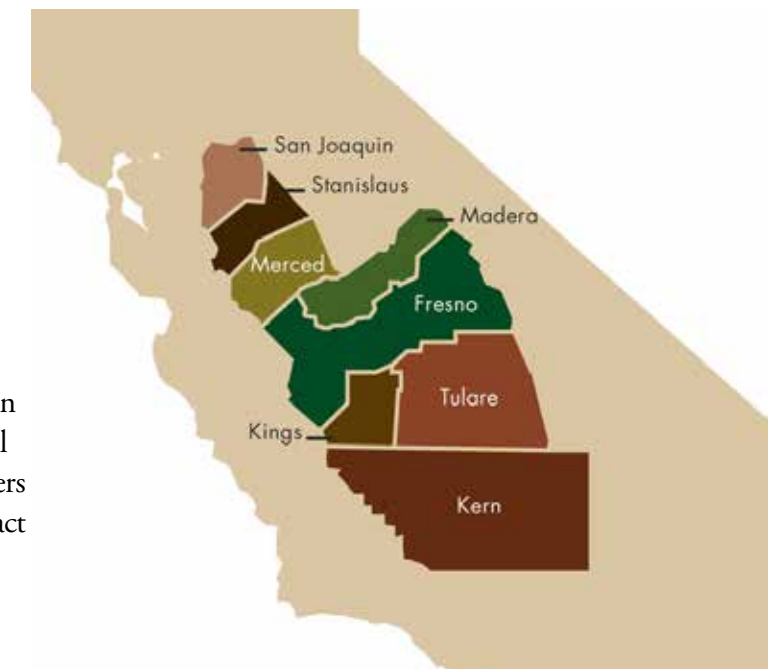 San Joaquin
Stanislaus
Madera
Merced
Fresno
Tulare
Kings
Kern